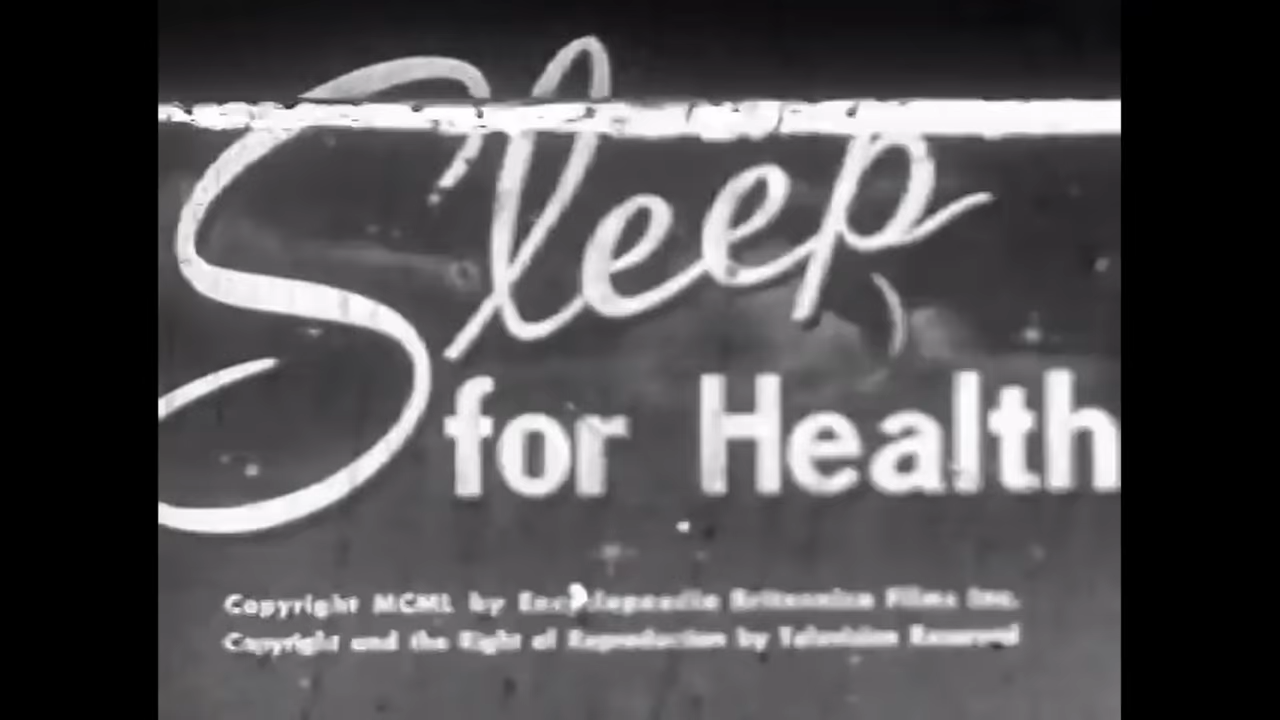 Sleep
for Health
Copyright MCML by Encyclopaedia Britannica Films Inc.
Copyright and the Right of Reproduction by Television Reserved